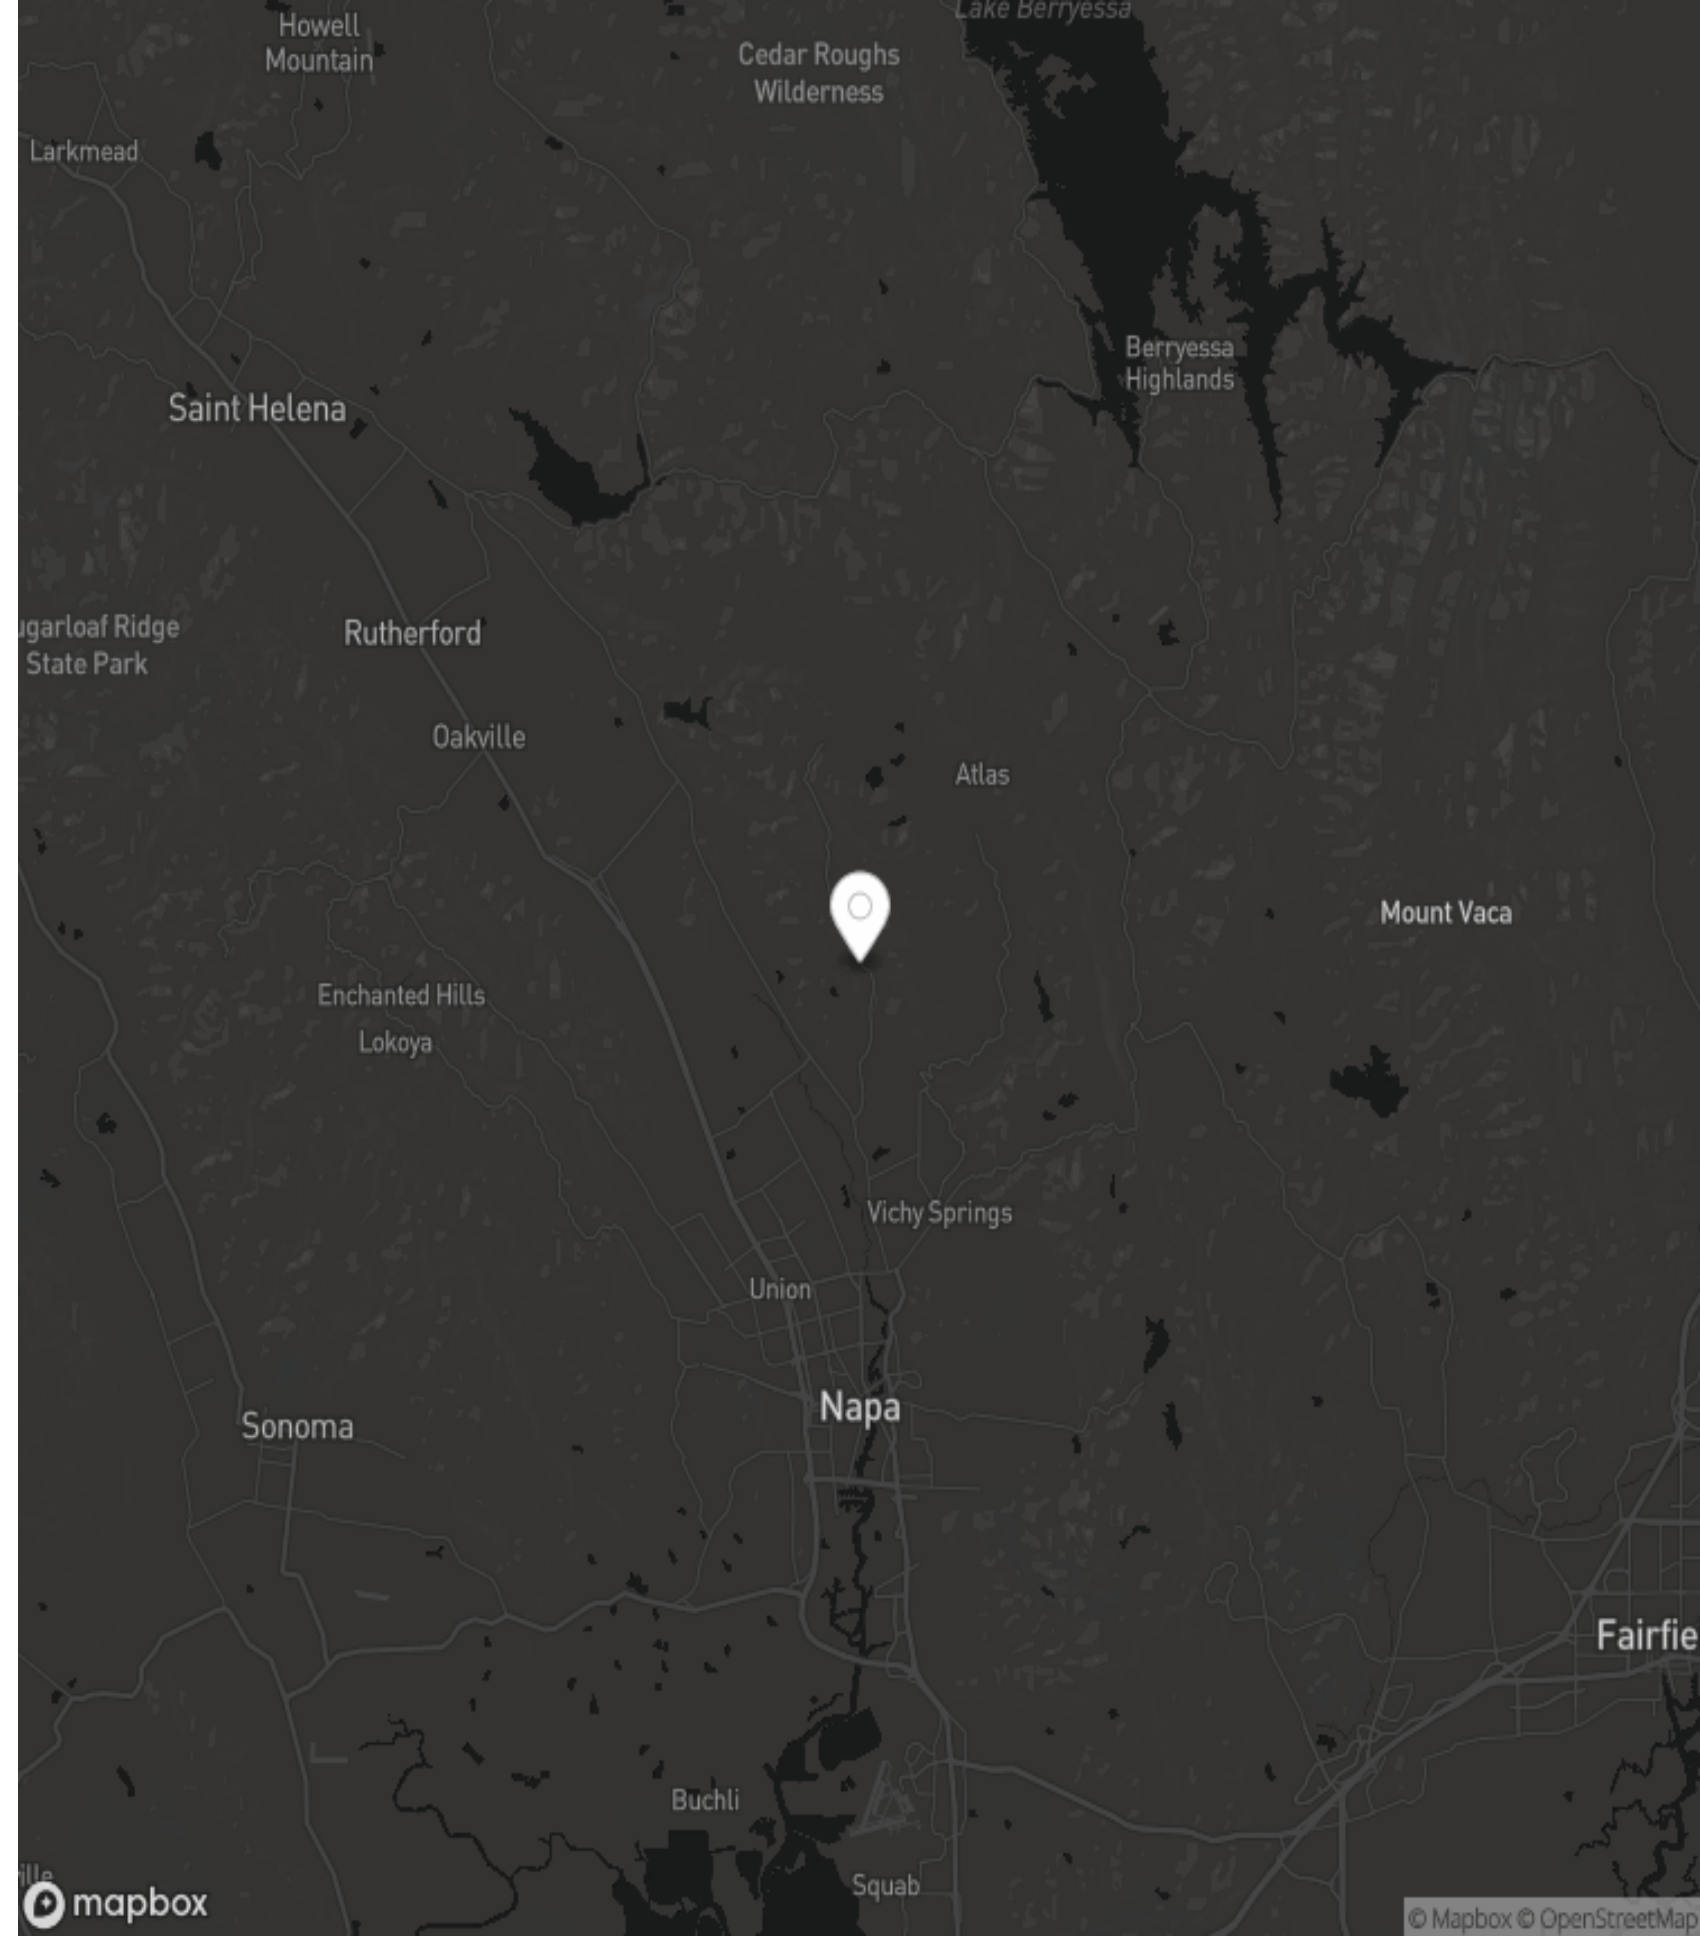 Lake Berryessa
Howell
Mountain
Cedar Roughs
Wilderness
Larkmead
Berryessa
Highlands
Saint Helena
ugarloaf Ridge
State Park
Rutherford
Oakville
Atlas
Mount Vaca
Enchanted Hills
Lokoya
Vichy Springs
Union
Napa
Sonoma
Fairfie
Buchli
ille
Squab
mapbox
© Mapbox © OpenStreetMap